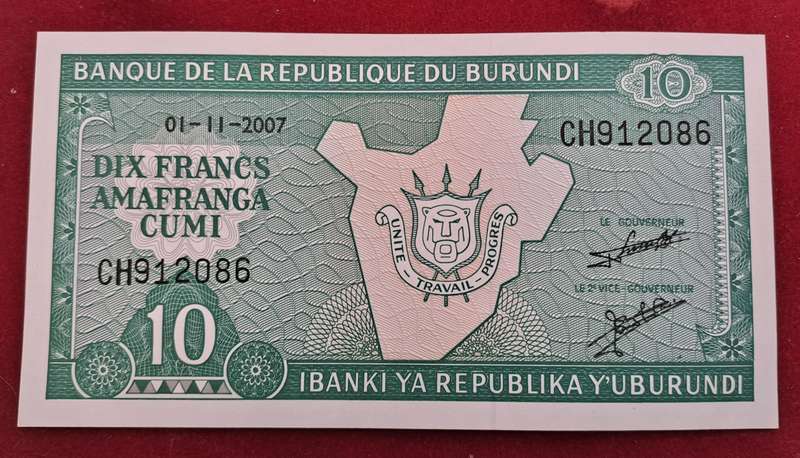 BANQUE DE LA REPUBLIQUE DU BURUNDI
10
01-11-2007
CH912086
DIX FRANCS
AMAFRANGA
CUMI
UNITE - TRAVAIL - PROGRES
LE GOUVERNEUR
CH912086
LE 2e VICE-GOUVERNEUR
10
IBANKI YA REPUBLIKA Y'UBURUNDI